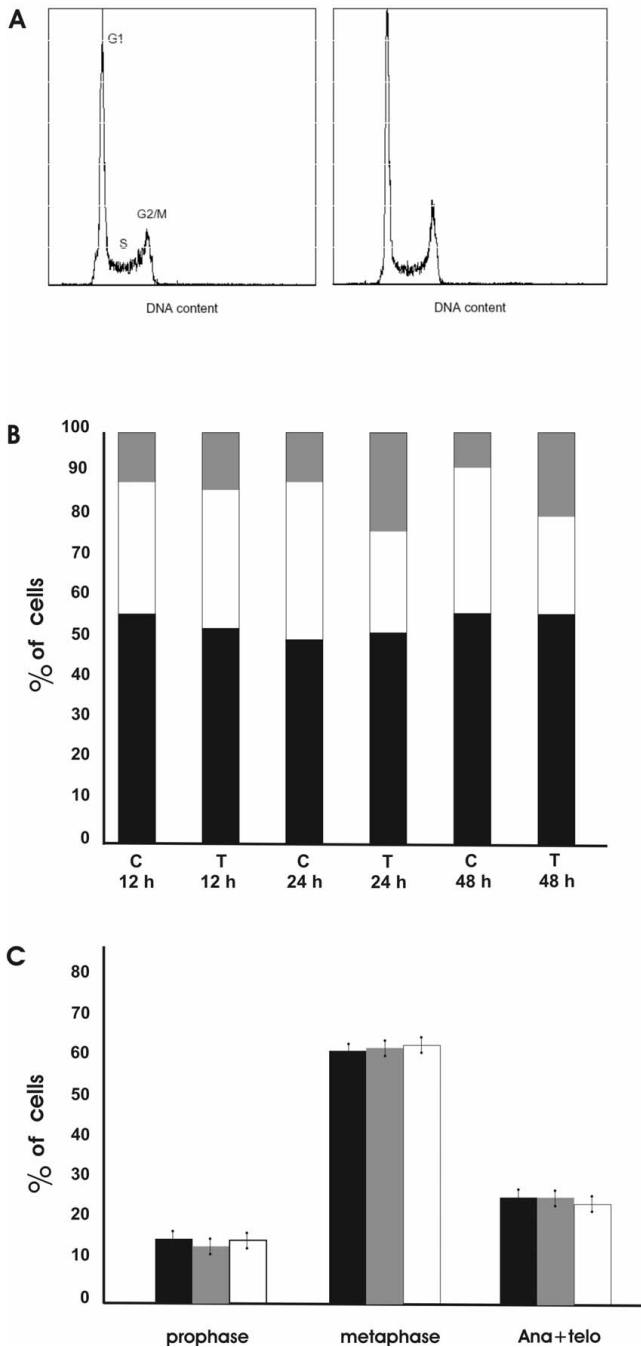 A
G1
G2/M
S
DNA content
DNA content
B
100
90
80
70
60
50
40
30
20
10
0
% of cells
C T C T C T
12 h 12 h 24 h 24 h 48 h 48 h
C
80
70
60
50
40
30
20
10
0
% of cells
prophase metaphase Ana+telo